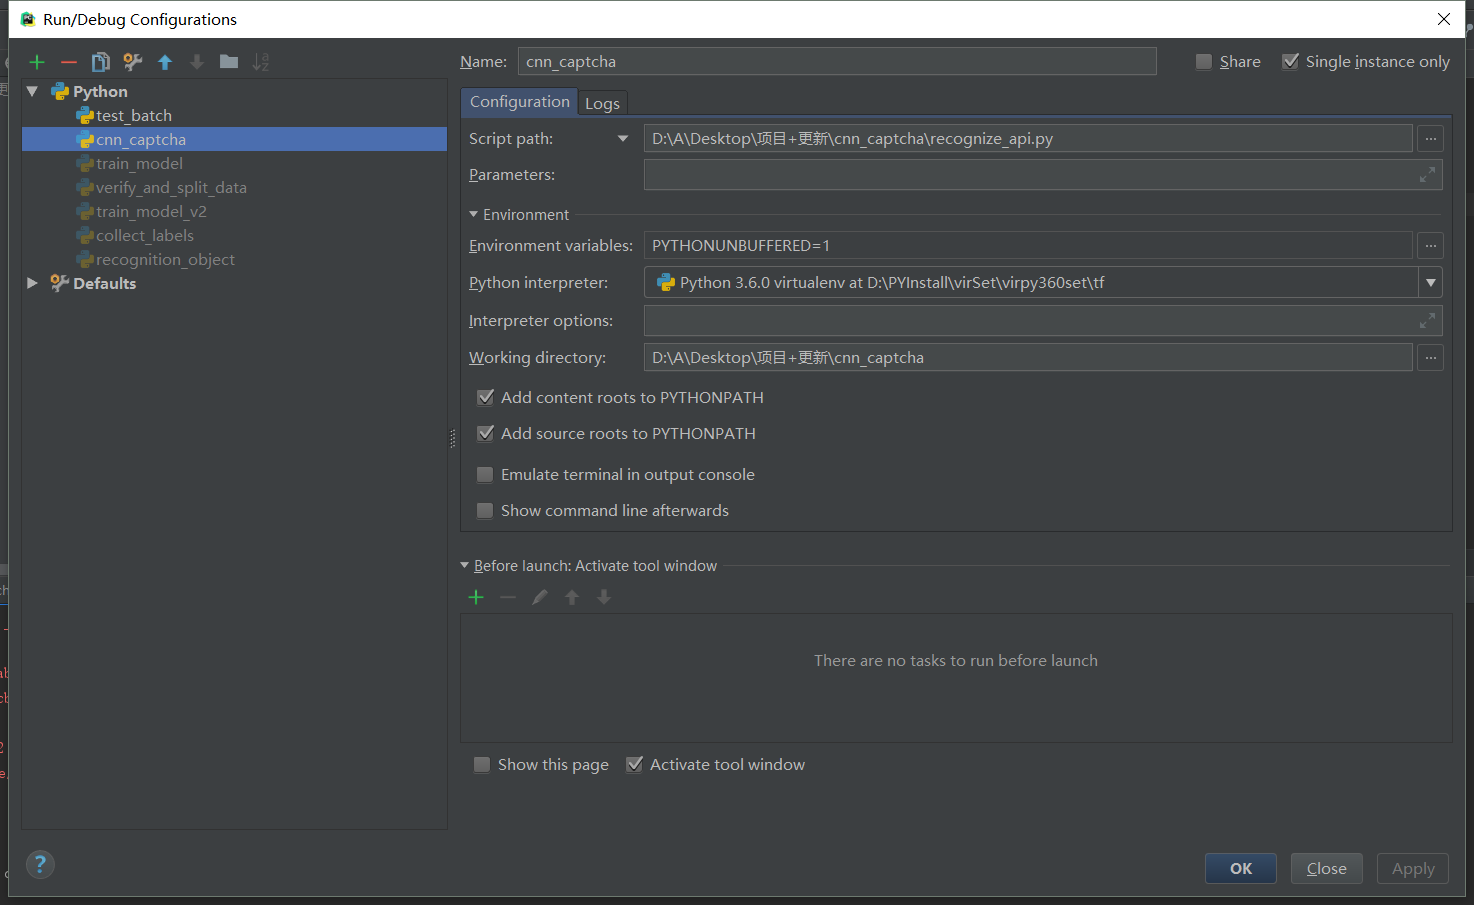 Run/Debug Configurations
Name: cnn_captcha
Share
Single instance only
Python
test_batch
cnn_captcha
train_model
verify_and_split_data
train_model_v2
collect_labels
recognition_object
Defaults
Configuration
Logs
Script path: D:\A\Desktop\项目+更新\cnn_captcha\recognize_api.py
Parameters:
Environment
Environment variables: PYTHONUNBUFFERED=1
Python interpreter: Python 3.6.0 virtualenv at D:\PYInstall\virSet\virpy360set\tf
Interpreter options:
Working directory: D:\A\Desktop\项目+更新\cnn_captcha
Add content roots to PYTHONPATH
Add source roots to PYTHONPATH
Emulate terminal in output console
Show command line afterwards
Before launch: Activate tool window
There are no tasks to run before launch
Show this page
Activate tool window
?
OK
Close
Apply